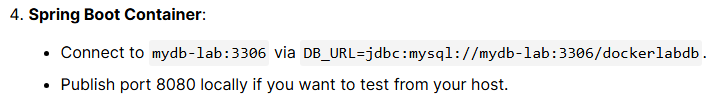 4. Spring Boot Container:
• Connect to mydb-lab:3306 via DB_URL=jdbc:mysql://mydb-lab:3306/dockerlabdb.
• Publish port 8080 locally if you want to test from your host.